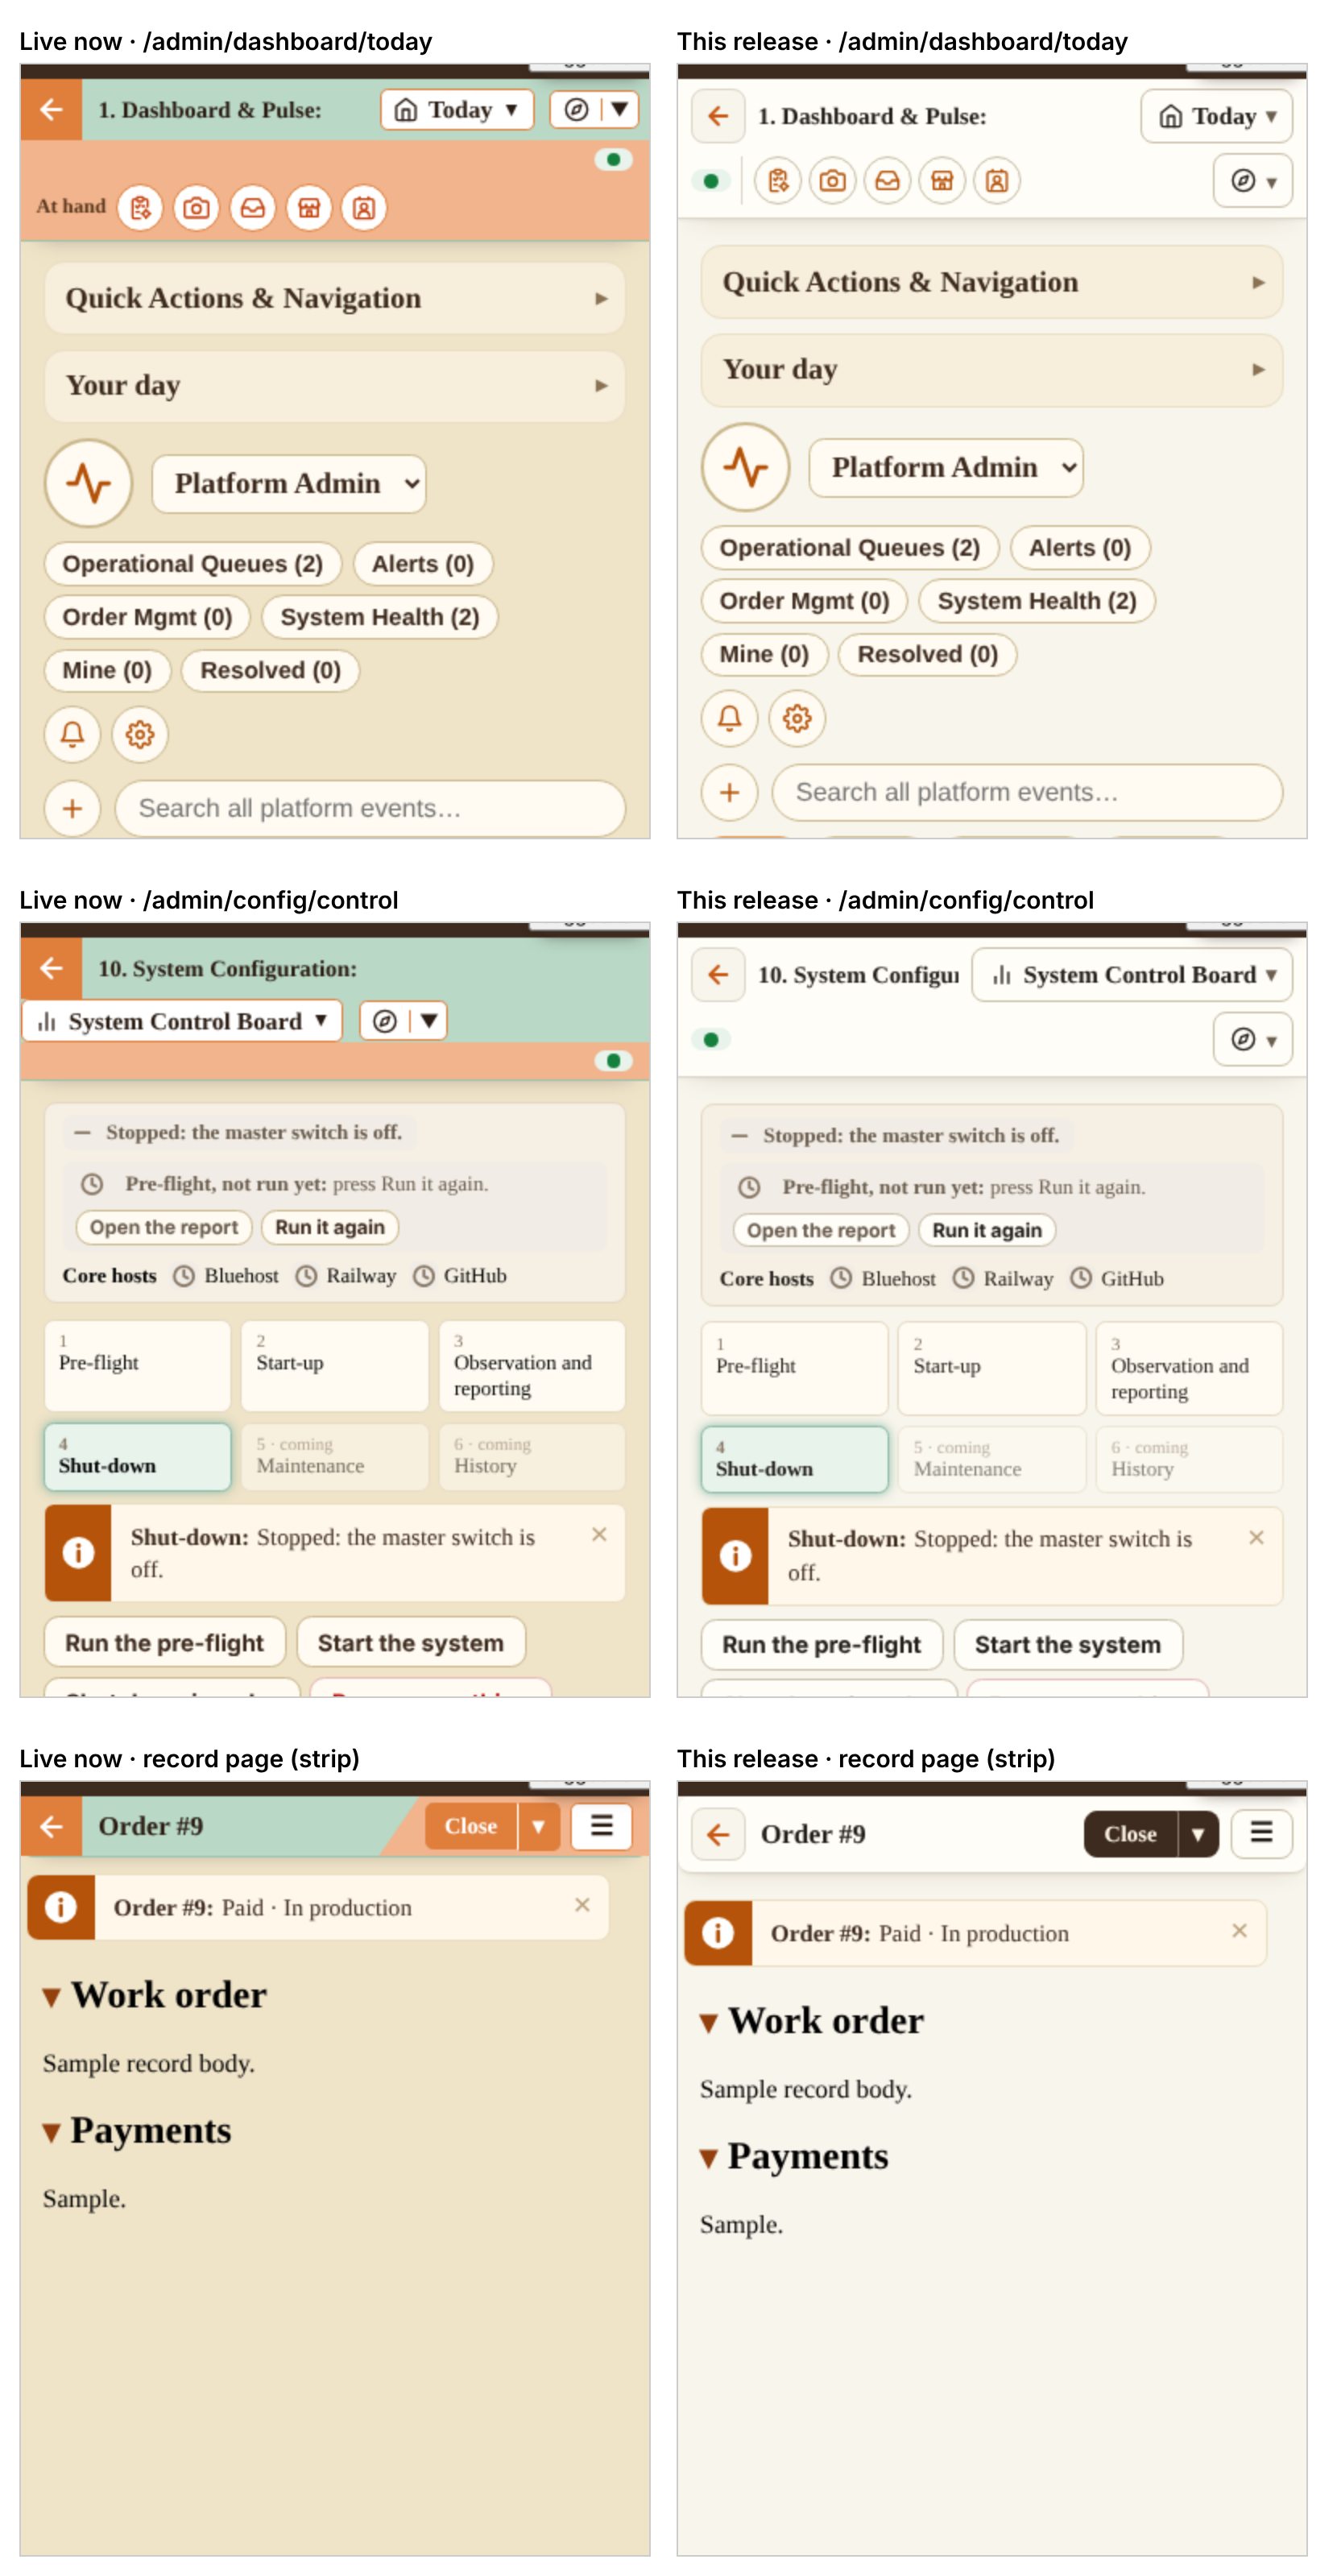 Live now · /admin/dashboard/today
1. Dashboard & Pulse:
Today
At hand
Quick Actions & Navigation
Your day
Platform Admin
Operational Queues (2)
Alerts (0)
Order Mgmt (0)
System Health (2)
Mine (0)
Resolved (0)
Search all platform events...
This release · /admin/dashboard/today
1. Dashboard & Pulse:
Today
Quick Actions & Navigation
Your day
Platform Admin
Operational Queues (2)
Alerts (0)
Order Mgmt (0)
System Health (2)
Mine (0)
Resolved (0)
Search all platform events...
Live now · /admin/config/control
10. System Configuration:
System Control Board
Stopped: the master switch is off.
Pre-flight, not run yet: press Run it again.
Open the report
Run it again
Core hosts Bluehost Railway GitHub
1
Pre-flight
2
Start-up
3
Observation and
reporting
4
Shut-down
5 · coming
Maintenance
6 · coming
History
Shut-down: Stopped: the master switch is
off.
Run the pre-flight
Start the system
This release · /admin/config/control
10. System Configur
System Control Board
Stopped: the master switch is off.
Pre-flight, not run yet: press Run it again.
Open the report
Run it again
Core hosts Bluehost Railway GitHub
1
Pre-flight
2
Start-up
3
Observation and
reporting
4
Shut-down
5 · coming
Maintenance
6 · coming
History
Shut-down: Stopped: the master switch is
off.
Run the pre-flight
Start the system
Live now · record page (strip)
Order #9
Close
Order #9: Paid · In production
Work order
Sample record body.
Payments
Sample.
This release · record page (strip)
Order #9
Close
Order #9: Paid · In production
Work order
Sample record body.
Payments
Sample.